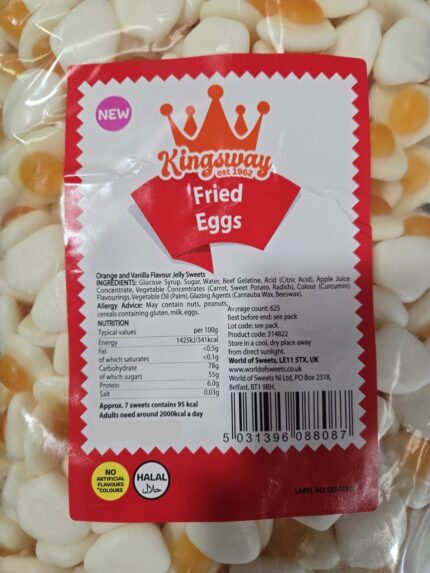 NEW
Kingsway
est 1962
Fried
Eggs
Orange and Vanilla Flavour Jelly Sweets
INGREDIENTS: Glucose Syrup, Sugar, Water, Beef Gelatine, Acid (Citric Acid), Apple Juice
Concentrate, Vegetable Concentrates (Carrot, Sweet Potato, Radish), Colour (Curcumin)
Flavourings, Vegetable Oil (Palm), Glazing Agents (Carnauba Wax, Beeswax).
Allergy Advice: May contain nuts, peanuts,
cereals containing gluten, milk, eggs.
NUTRITION
Typical values per 100g
Energy 1425kJ/341kcal
Fat <0.5g
of which saturates <0.1g
Carbohydrate 78g
of which sugars 55g
Protein 6.0g
Salt 0.03g
Approx. 7 sweets contains 95 kcal
Adults need around 2000kcal a day
Average count: 625
Best before end: see pack
Lot code: see pack
Product code: 314822
Store in a cool, dry place away
from direct sunlight.
World of Sweets, LE11 5TX, UK
www.worldofsweets.co.uk
World of Sweets NI Ltd, PO Box 2318,
Belfast, BT1 9BH,
5 031396 088087
NO
ARTIFICIAL
FLAVOURS
*COLOURS
HALAL
حلال
LABEL NO: